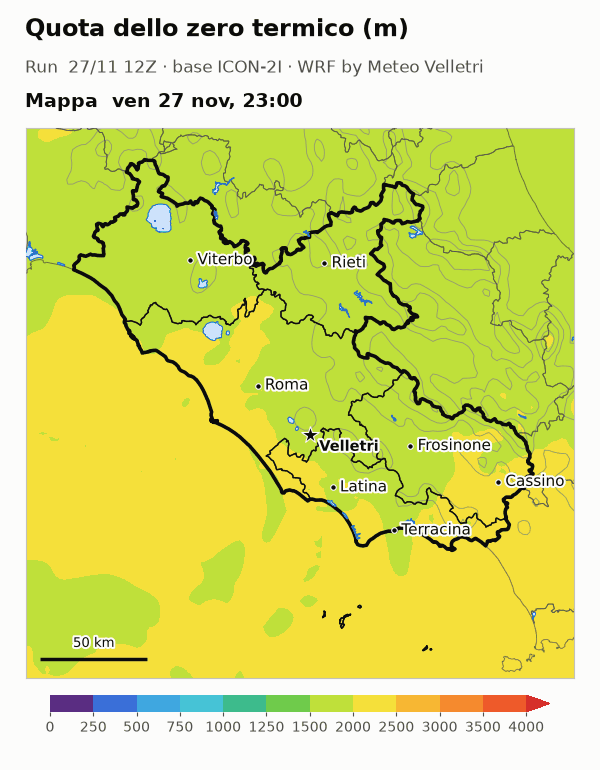 Quota dello zero termico (m)
Run  27/11 12Z · base ICON-2I · WRF by Meteo Velletri
Mappa  ven 27 nov, 23:00
Viterbo
Rieti
Roma
Velletri
Frosinone
Cassino
Latina
Terracina
50 km
0 250 500 750 1000 1250 1500 2000 2500 3000 3500 4000